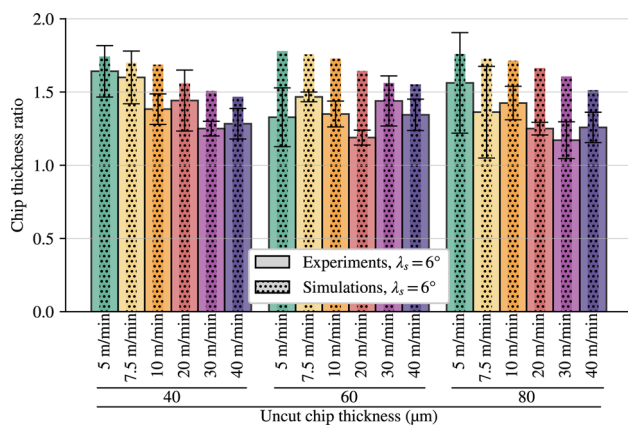 2.0
1.5
1.0
0.5
0.0
Chip thickness ratio
Experiments, λₛ = 6°
Simulations, λₛ = 6°
5 m/min
7.5 m/min
10 m/min
20 m/min
30 m/min
40 m/min
5 m/min
7.5 m/min
10 m/min
20 m/min
30 m/min
40 m/min
5 m/min
7.5 m/min
10 m/min
20 m/min
30 m/min
40 m/min
40 60 80
Uncut chip thickness (µm)